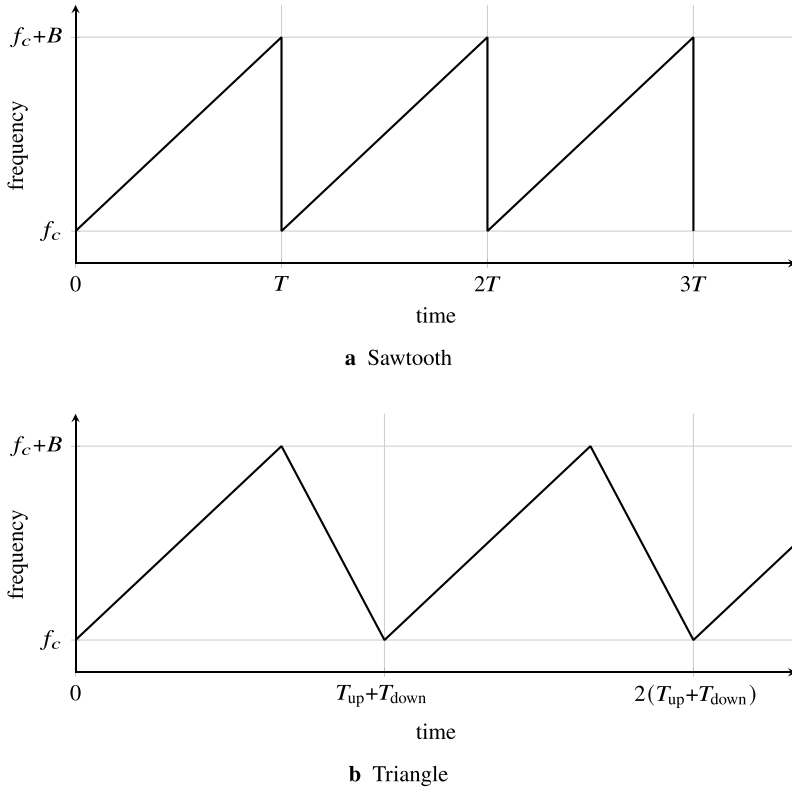 f_c+B
frequency
f_c
0 T 2T 3T
time
a Sawtooth
f_c+B
frequency
f_c
0 T_up+T_down 2(T_up+T_down)
time
b Triangle